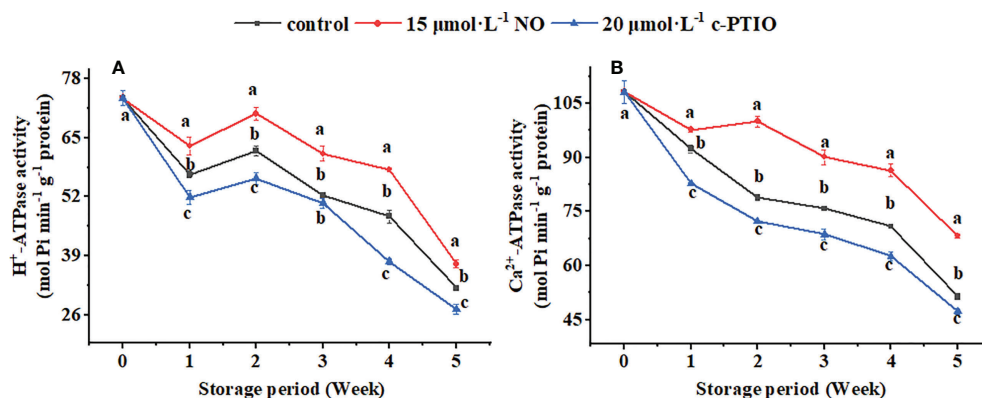 control 15 μmol·L⁻¹ NO 20 μmol·L⁻¹ c-PTIO
A
H⁺-ATPase activity
(mol Pi min⁻¹ g⁻¹ protein)
78
65
52
39
26
a
a
b
c
a
b
c
a
b
b
a
b
c
a
b
c
0 1 2 3 4 5
Storage period (Week)
B
Ca²⁺-ATPase activity
(mol Pi min⁻¹ g⁻¹ protein)
105
90
75
60
45
a
a
b
c
a
b
c
a
b
c
a
b
c
a
b
c
0 1 2 3 4 5
Storage period (Week)